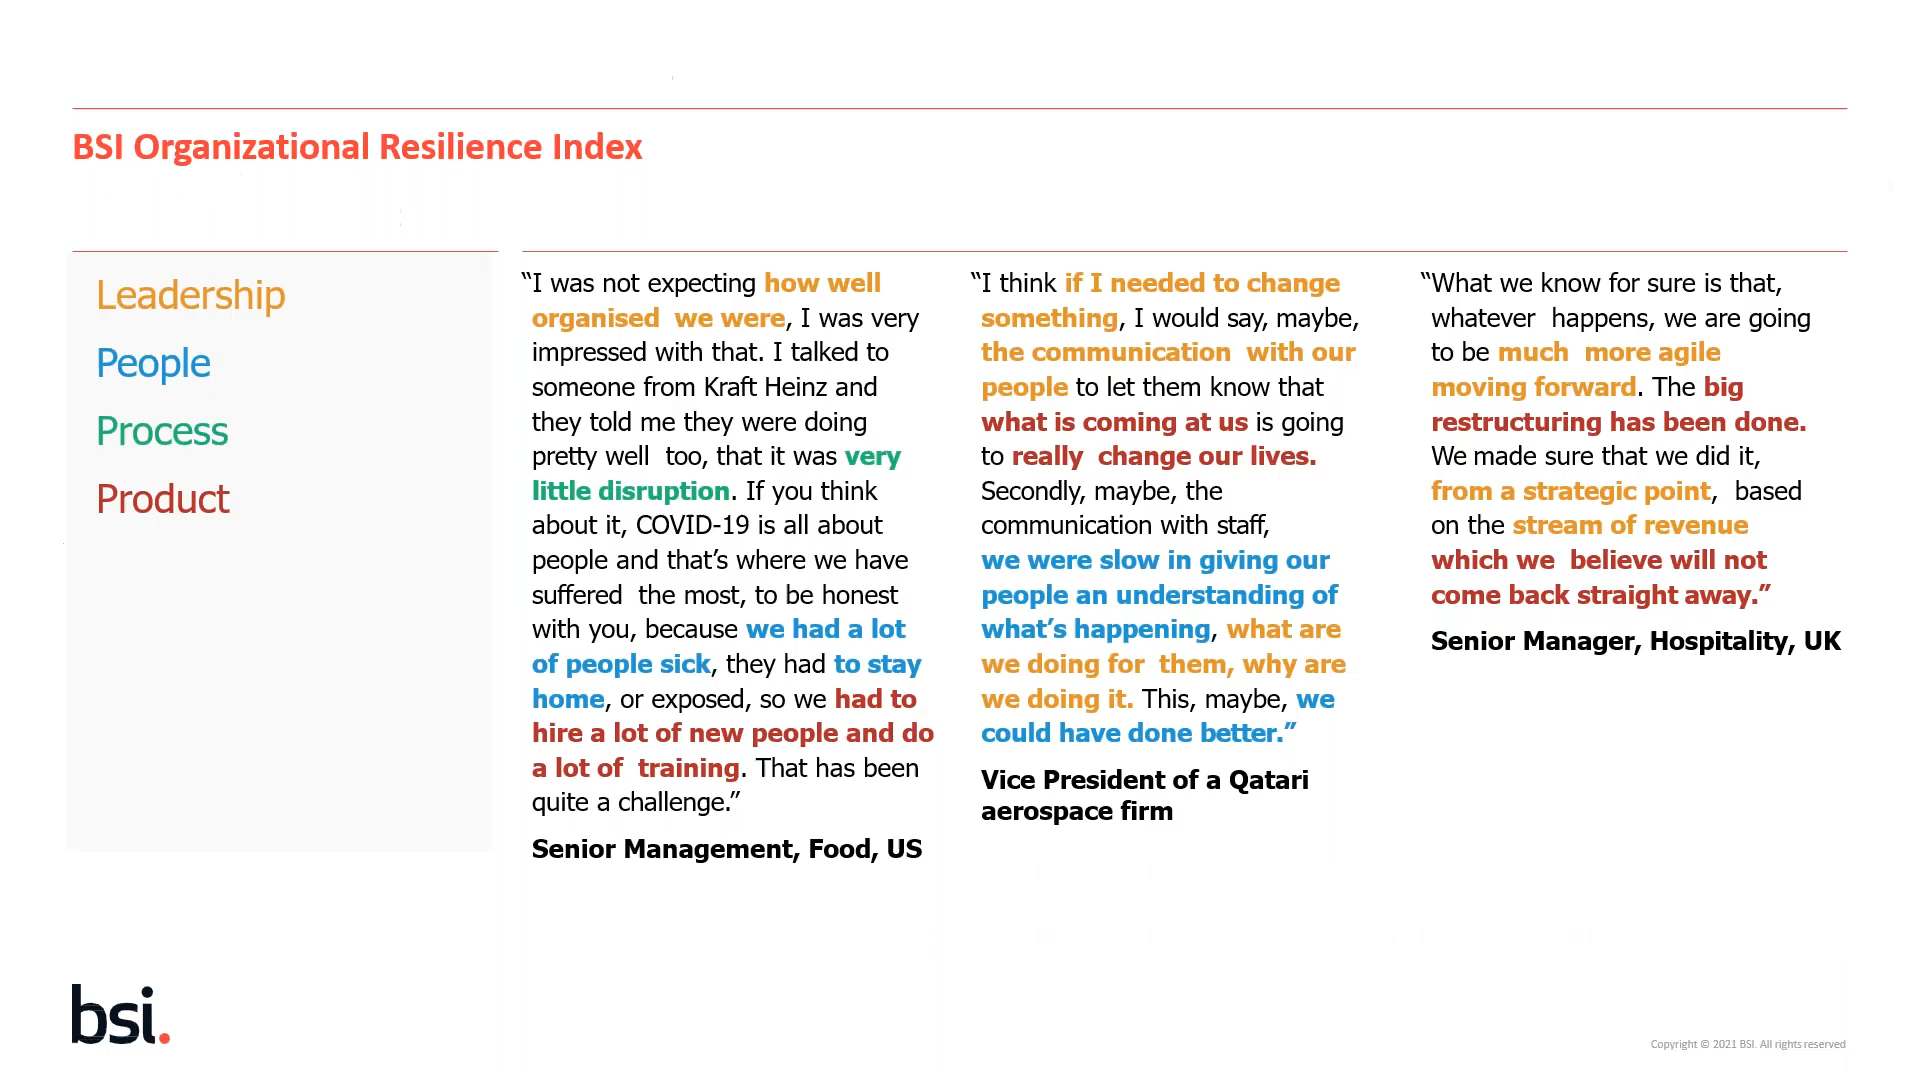 BSI Organizational Resilience Index
Leadership
People
Process
Product
“I was not expecting how well
organised we were, I was very
impressed with that. I talked to
someone from Kraft Heinz and
they told me they were doing
pretty well too, that it was very
little disruption. If you think
about it, COVID-19 is all about
people and that’s where we have
suffered the most, to be honest
with you, because we had a lot
of people sick, they had to stay
home, or exposed, so we had to
hire a lot of new people and do
a lot of training. That has been
quite a challenge.”
Senior Management, Food, US
“I think if I needed to change
something, I would say, maybe,
the communication with our
people to let them know that
what is coming at us is going
to really change our lives.
Secondly, maybe, the
communication with staff,
we were slow in giving our
people an understanding of
what’s happening, what are
we doing for them, why are
we doing it. This, maybe, we
could have done better.”
Vice President of a Qatari
aerospace firm
“What we know for sure is that,
whatever happens, we are going
to be much more agile
moving forward. The big
restructuring has been done.
We made sure that we did it,
from a strategic point, based
on the stream of revenue
which we believe will not
come back straight away.”
Senior Manager, Hospitality, UK
bsi.
Copyright © 2021 BSI. All rights reserved